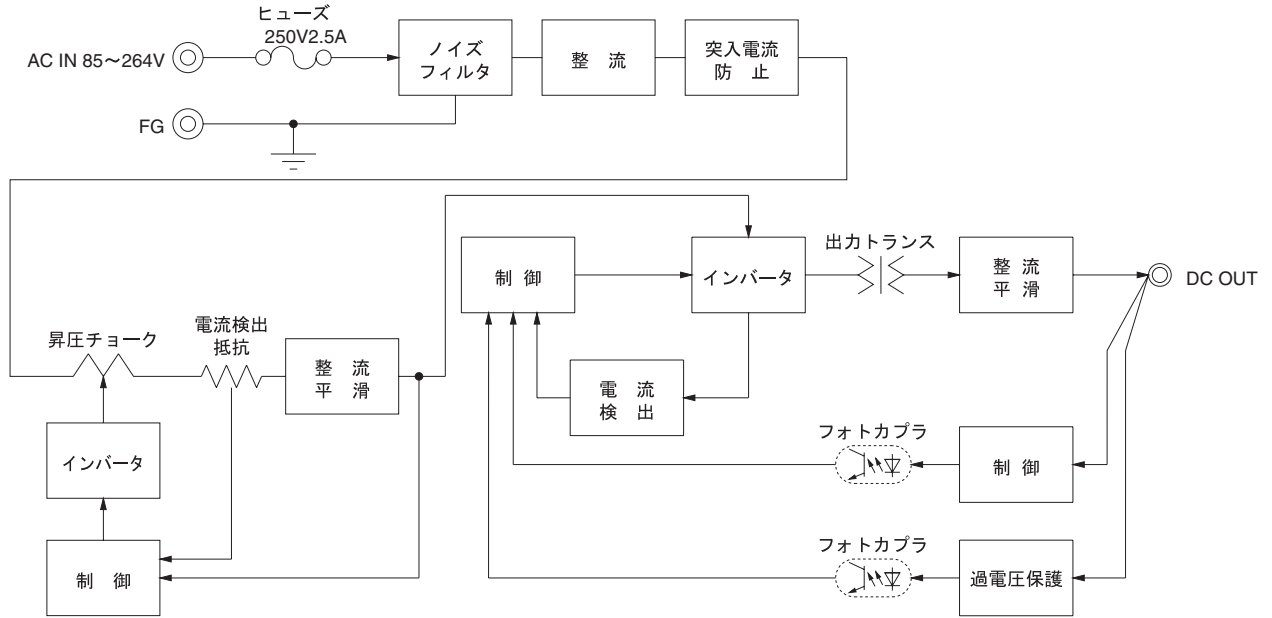 ヒューズ
250V2.5A
AC IN 85～264V
ノイズ
フィルタ
整 流
突入電流
防 止
FG
制 御
インバータ
出力トランス
整 流
平 滑
DC OUT
昇圧チョーク
電流検出
抵抗
整 流
平 滑
電 流
検 出
インバータ
フォトカプラ
制 御
制 御
フォトカプラ
過電圧保護